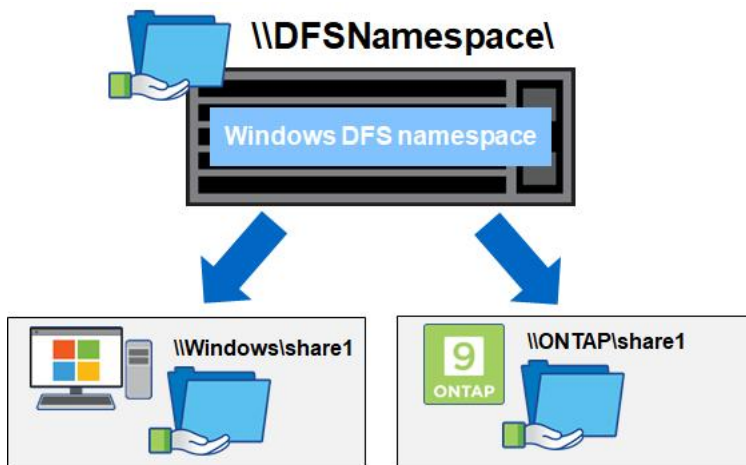 \\DFSNamespace\
Windows DFS namespace
\\Windows\share1
9
ONTAP
\\ONTAP\share1